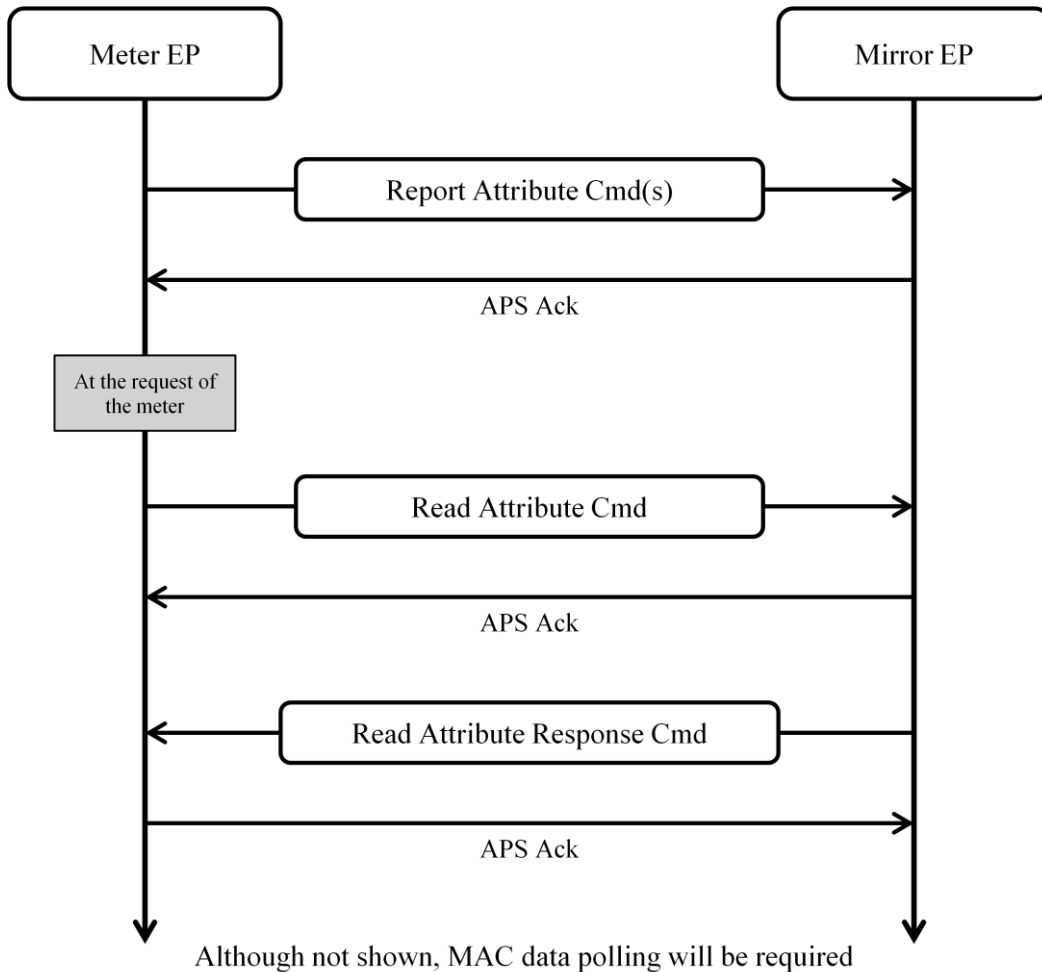 Meter EP
Mirror EP
Report Attribute Cmd(s)
APS Ack
At the request of
the meter
Read Attribute Cmd
APS Ack
Read Attribute Response Cmd
APS Ack
Although not shown, MAC data polling will be required